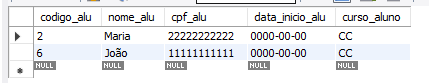 codigo_alu nome_alu cpf_alu data_inicio_alu curso_aluno
2 Maria 22222222222 0000-00-00 CC
6 João 11111111111 0000-00-00 CC
NULL NULL NULL NULL NULL